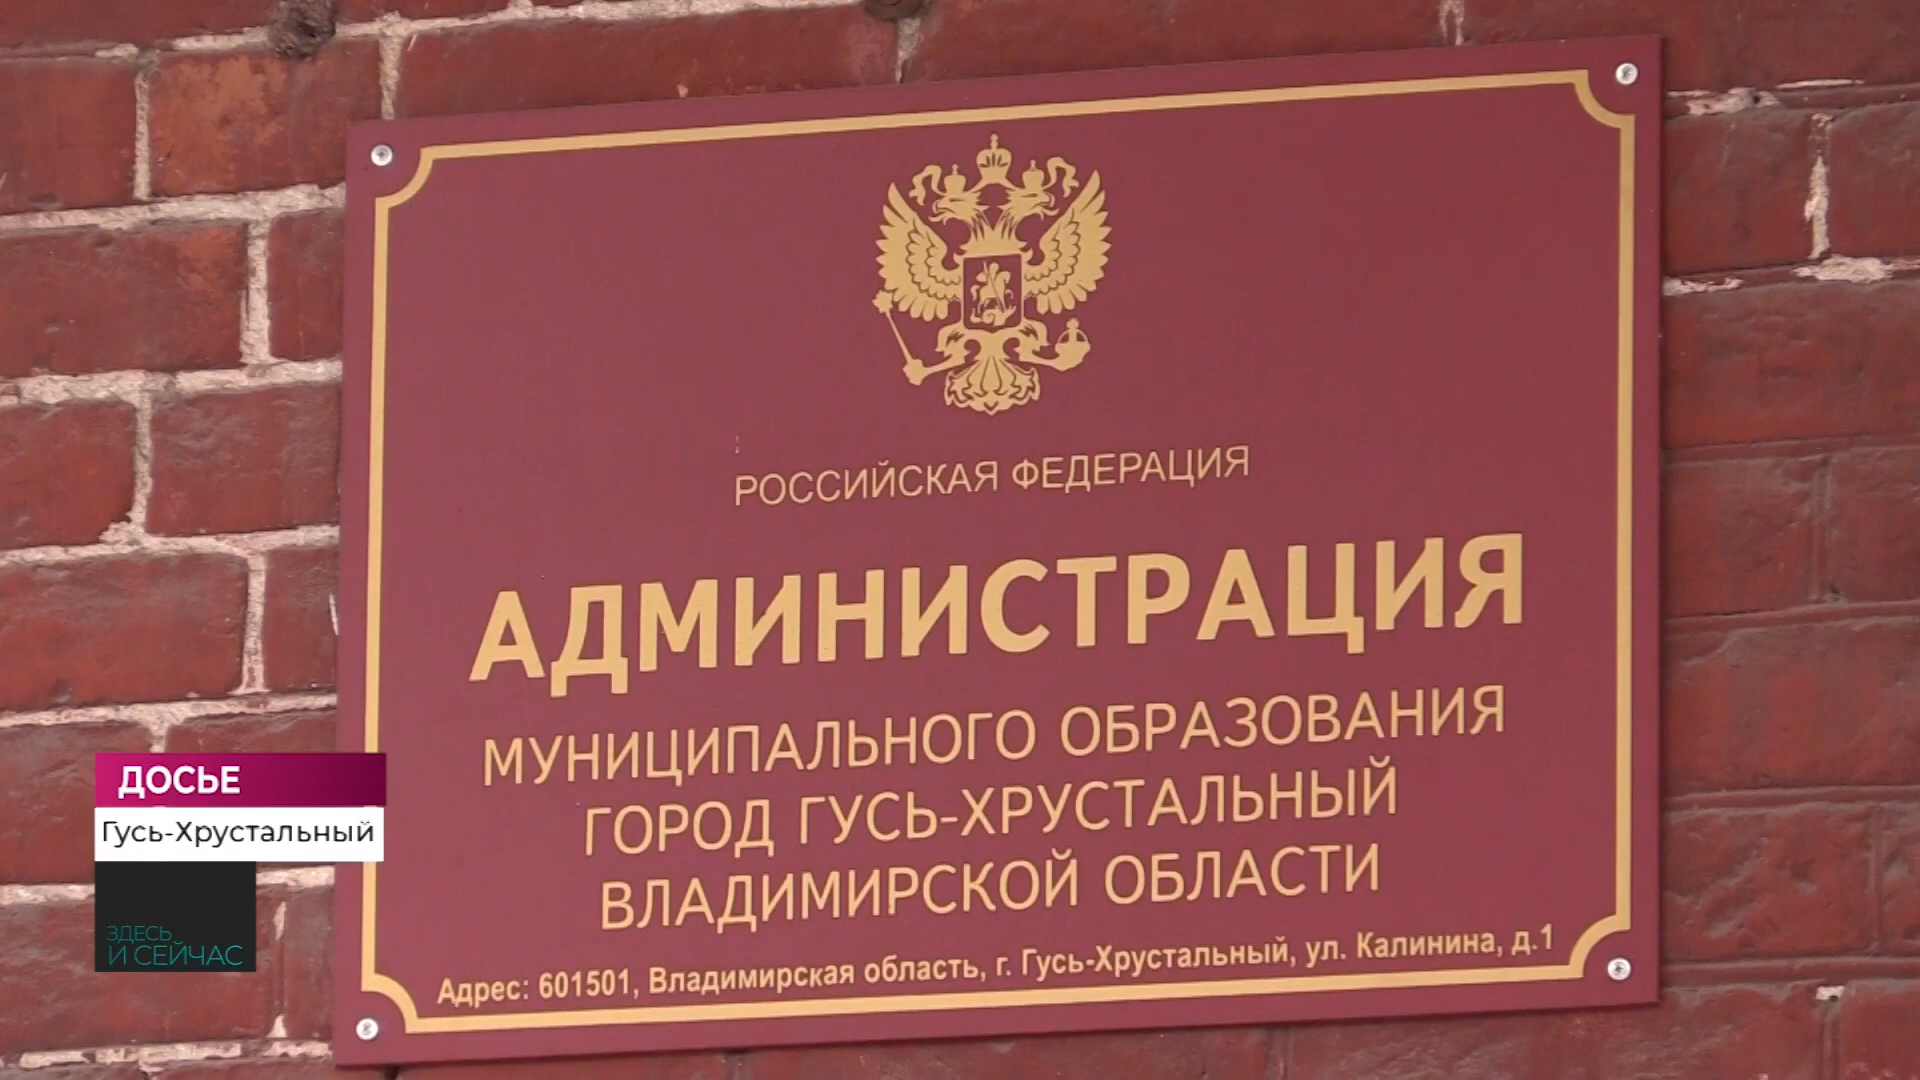 РОССИЙСКАЯ ФЕДЕРАЦИЯ
АДМИНИСТРАЦИЯ
МУНИЦИПАЛЬНОГО ОБРАЗОВАНИЯ
ГОРОД ГУСЬ-ХРУСТАЛЬНЫЙ
ВЛАДИМИРСКОЙ ОБЛАСТИ
Адрес: 601501, Владимирская область, г. Гусь-Хрустальный, ул. Калинина, д.1
ДОСЬЕ
Гусь-Хрустальный
ЗДЕСЬ
И СЕЙЧАС